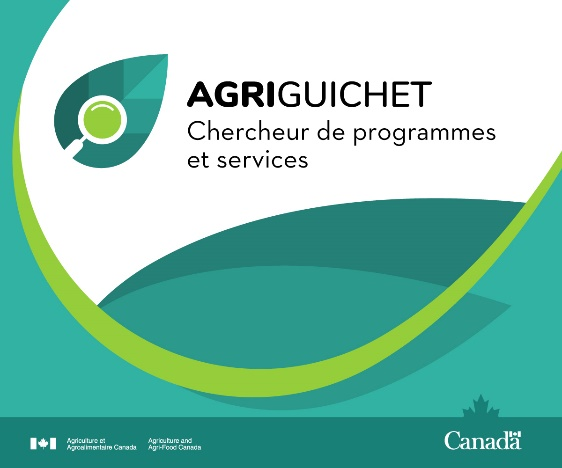 AGRIGUICHET
Chercheur de programmes
et services
Agriculture et
Agroalimentaire Canada
Agriculture and
Agri-Food Canada
Canada